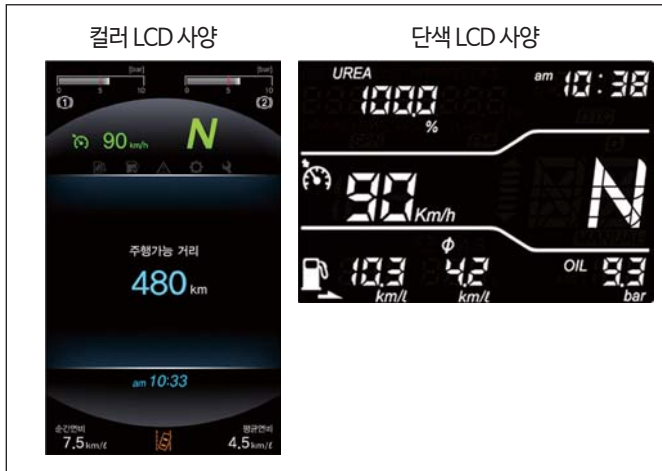 컬러 LCD 사양
[bar] [bar]
0 5 10 0 5 10
(1) (2)
90 km/h N
주행가능 거리
480 km
am 10:33
순간연비 평균연비
7.5 km/ℓ 4.5 km/ℓ
단색 LCD 사양
UREA am 10:38
100.0
%
90 Km/h N
φ
10.3 4.2 OIL 9.3
km/ℓ km/ℓ bar